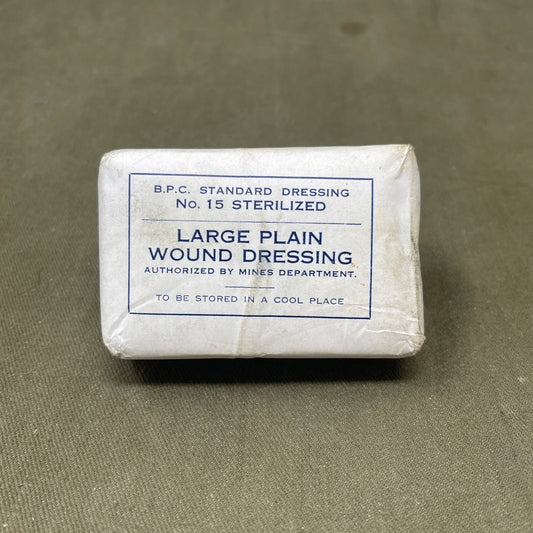 B.P.C. STANDARD DRESSING
No. 15 STERILIZED
LARGE PLAIN
WOUND DRESSING
AUTHORIZED BY MINES DEPARTMENT.
TO BE STORED IN A COOL PLACE